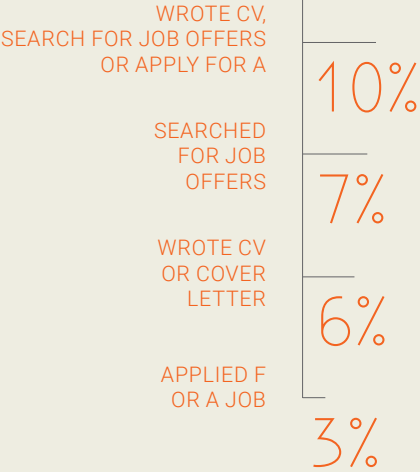 WROTE CV,
SEARCH FOR JOB OFFERS
OR APPLY FOR A
10%
SEARCHED
FOR JOB
OFFERS
7%
WROTE CV
OR COVER
LETTER
6%
APPLIED F
OR A JOB
3%